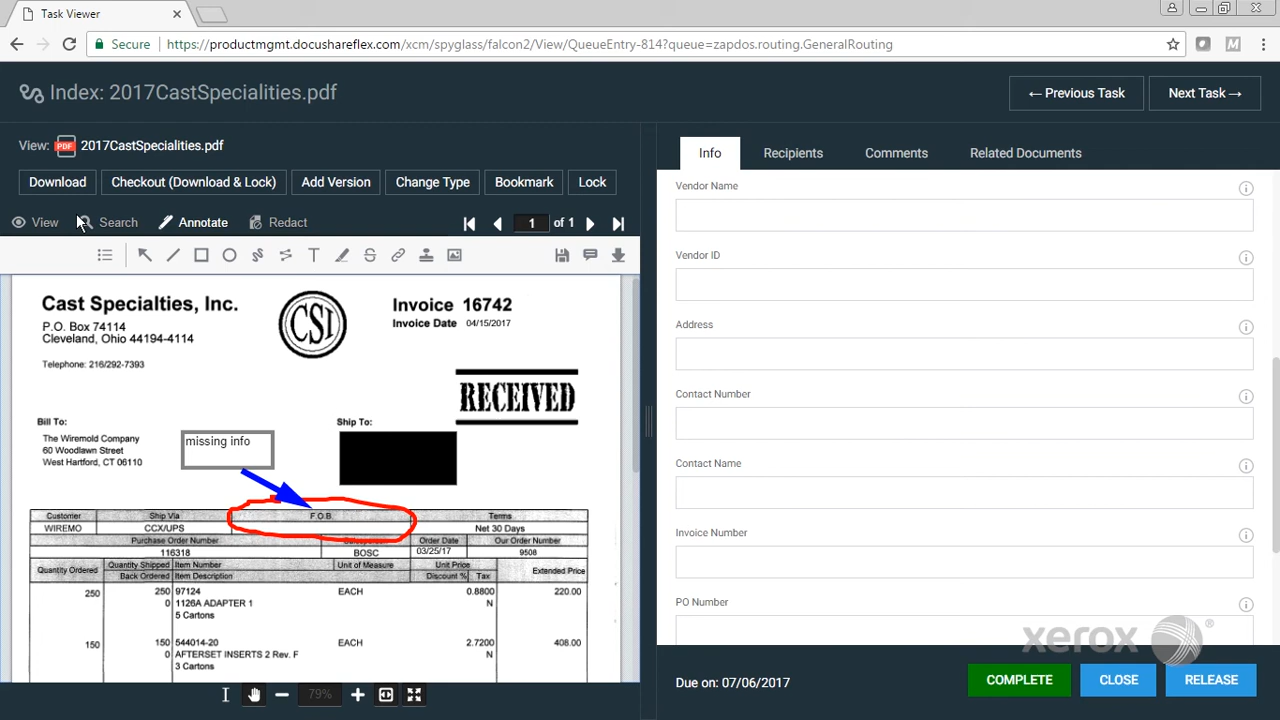 Task Viewer
Secure
https://productmgmt.docushareflex.com/xcm/spyglass/falcon2/View/QueueEntry-814?queue=zapdos.routing.GeneralRouting
Index: 2017CastSpecialities.pdf
← Previous Task
Next Task →
View: PDF 2017CastSpecialities.pdf
Download
Checkout (Download & Lock)
Add Version
Change Type
Bookmark
Lock
View
Search
Annotate
Redact
1 of 1
Cast Specialties, Inc.
P.O. Box 74114
Cleveland, Ohio 44194-4114
Telephone: 216/292-7393
CSI
Invoice 16742
Invoice Date 04/15/2017
RECEIVED
Bill To:
The Wiremold Company
60 Woodlawn Street
West Hartford, CT 06110
missing info
Ship To:
Customer Ship Via F.O.B. Terms
WIREMO CCX/UPS Net 30 Days
Purchase Order Number Salesperson Order Date Our Order Number
116318 BOSC 03/25/17 9508
Quantity Ordered Quantity Shipped Item Number Unit of Measure Unit Price Extended Price
Back Ordered Item Description Discount % Tax
250 250 97124 EACH 0.8800 220.00
0 1126A ADAPTER 1 N
5 Cartons
150 150 544014-20 EACH 2.7200 408.00
0 AFTERSET INSERTS 2 Rev. F N
3 Cartons
79%
Info
Recipients
Comments
Related Documents
Vendor Name
Vendor ID
Address
Contact Number
Contact Name
Invoice Number
PO Number
xerox
Due on: 07/06/2017
COMPLETE
CLOSE
RELEASE